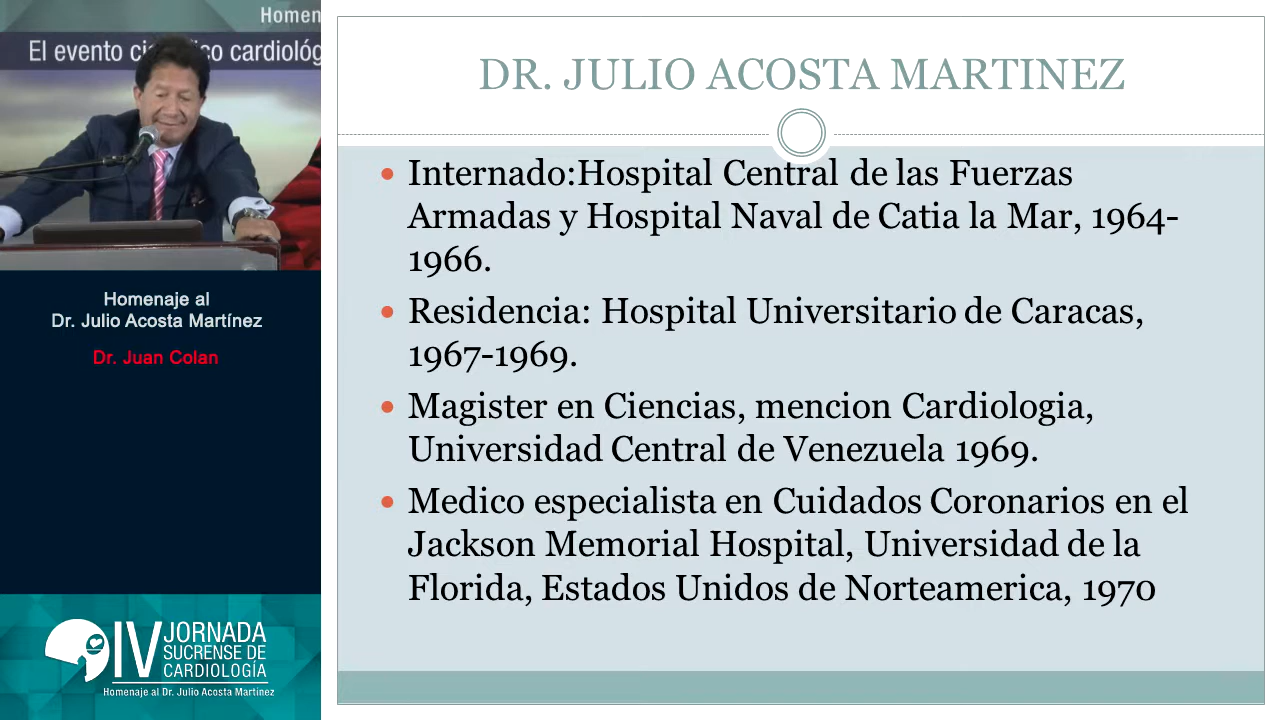 Homen
El evento ci co cardiológ
Homenaje al
Dr. Julio Acosta Martínez
Dr. Juan Colan
IV JORNADA
SUCRENSE DE
CARDIOLOGÍA
Homenaje al Dr. Julio Acosta Martínez
DR. JULIO ACOSTA MARTINEZ
• Internado:Hospital Central de las Fuerzas
Armadas y Hospital Naval de Catia la Mar, 1964-
1966.
• Residencia: Hospital Universitario de Caracas,
1967-1969.
• Magister en Ciencias, mencion Cardiologia,
Universidad Central de Venezuela 1969.
• Medico especialista en Cuidados Coronarios en el
Jackson Memorial Hospital, Universidad de la
Florida, Estados Unidos de Norteamerica, 1970